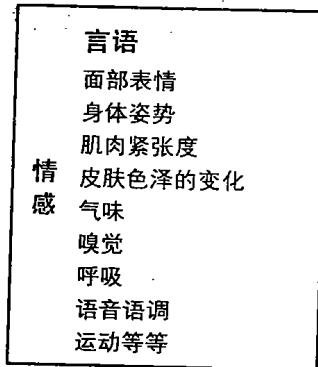 言语
面部表情
身体姿势
肌肉紧张度
皮肤色泽的变化
气味
嗅觉
呼吸
语音语调
运动等等
情感